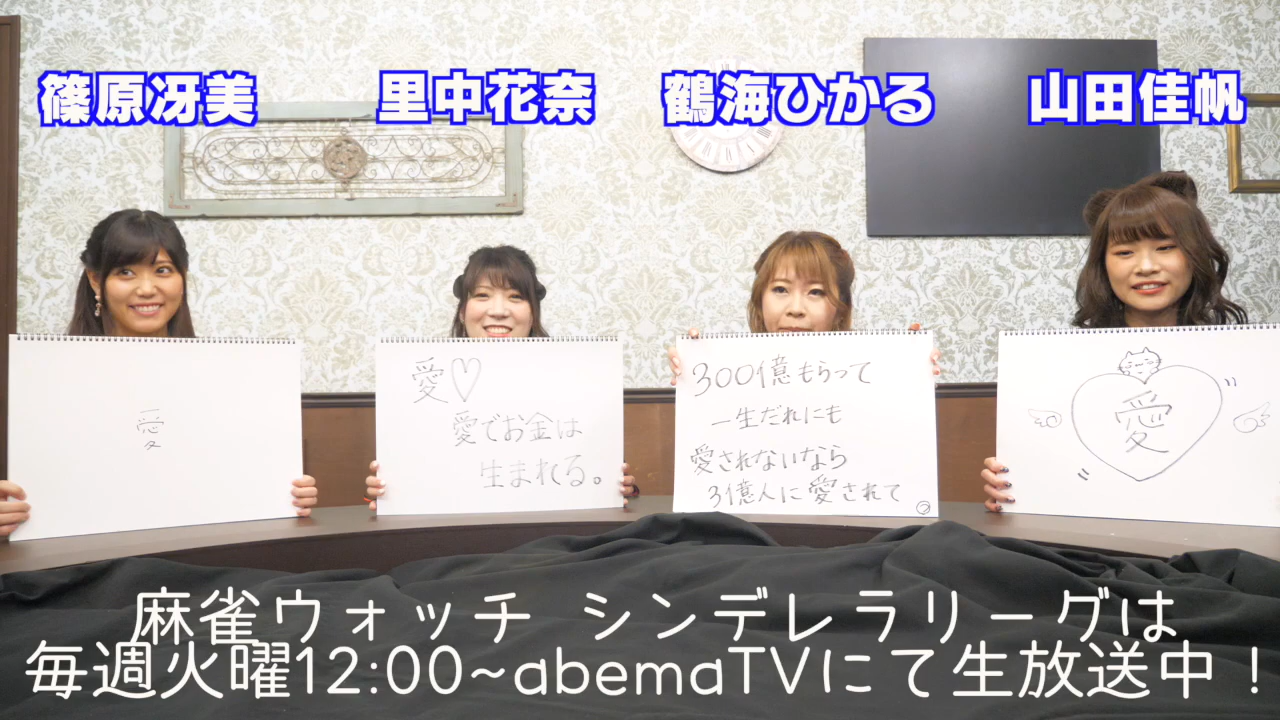 篠原冴美
里中花奈
鶴海ひかる
山田佳帆
愛
愛♡
愛でお金は
生まれる。
300億もらって
一生だれにも
愛されないなら
3億人に愛されて
愛
麻雀ウォッチ シンデレラリーグは
毎週火曜12:00~abemaTVにて生放送中！